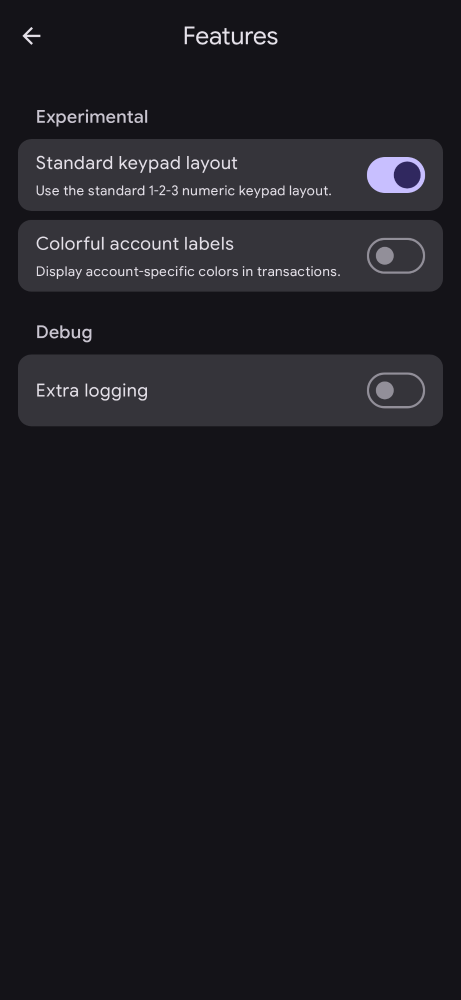 Features
Experimental
Standard keypad layout
Use the standard 1-2-3 numeric keypad layout.
Colorful account labels
Display account-specific colors in transactions.
Debug
Extra logging